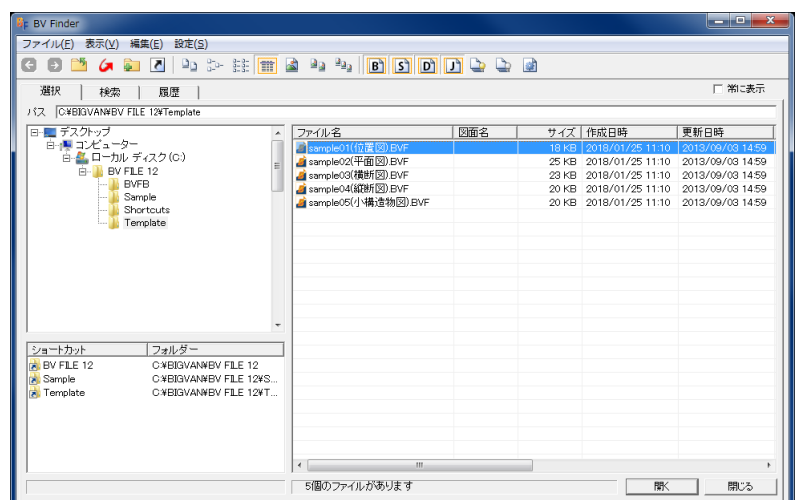 BV Finder
ファイル(F) 表示(V) 編集(E) 設定(S)
B S D J
選択 検索 履歴 常に表示
パス C:¥BIGVAN¥BV FILE 12¥Template
デスクトップ
コンピューター
ローカル ディスク (C:)
BV FILE 12
BVFB
Sample
Shortcuts
Template
ファイル名 図面名 サイズ 作成日時 更新日時
sample01(位置図).BVF 18 KB 2018/01/25 11:10 2013/09/03 14:59
sample02(平面図).BVF 25 KB 2018/01/25 11:10 2013/09/03 14:59
sample03(横断図).BVF 23 KB 2018/01/25 11:10 2013/09/03 14:59
sample04(縦断図).BVF 20 KB 2018/01/25 11:10 2013/09/03 14:59
sample05(小構造物図).BVF 20 KB 2018/01/25 11:10 2013/09/03 14:59
ショートカット フォルダー
BV FILE 12 C:¥BIGVAN¥BV FILE 12
Sample C:¥BIGVAN¥BV FILE 12¥S...
Template C:¥BIGVAN¥BV FILE 12¥T...
5個のファイルがあります 開く 閉じる